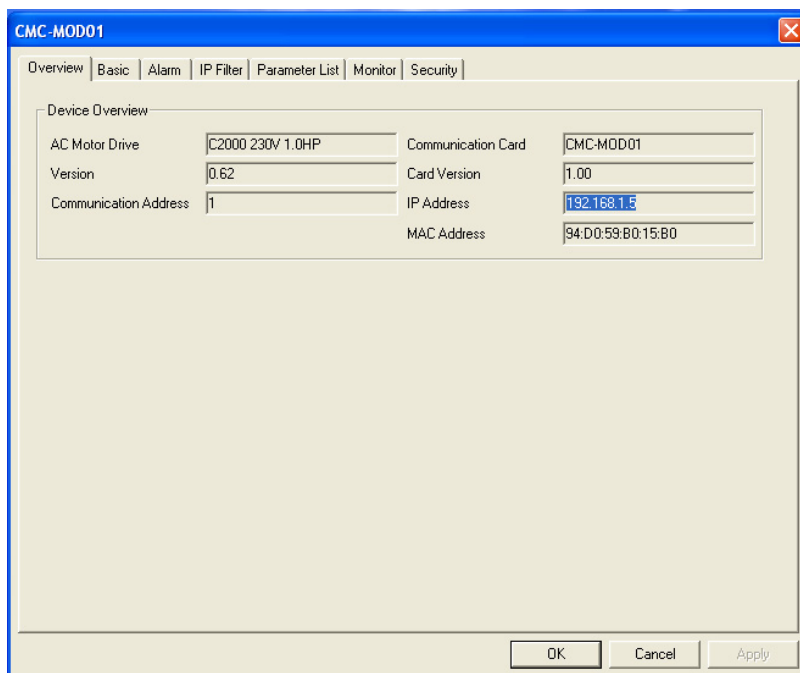 CMC-MOD01
Overview Basic Alarm IP Filter Parameter List Monitor Security
Device Overview
AC Motor Drive C2000 230V 1.0HP Communication Card CMC-MOD01
Version 0.62 Card Version 1.00
Communication Address 1 IP Address 192.168.1.5
MAC Address 94:D0:59:B0:15:B0
OK Cancel Apply